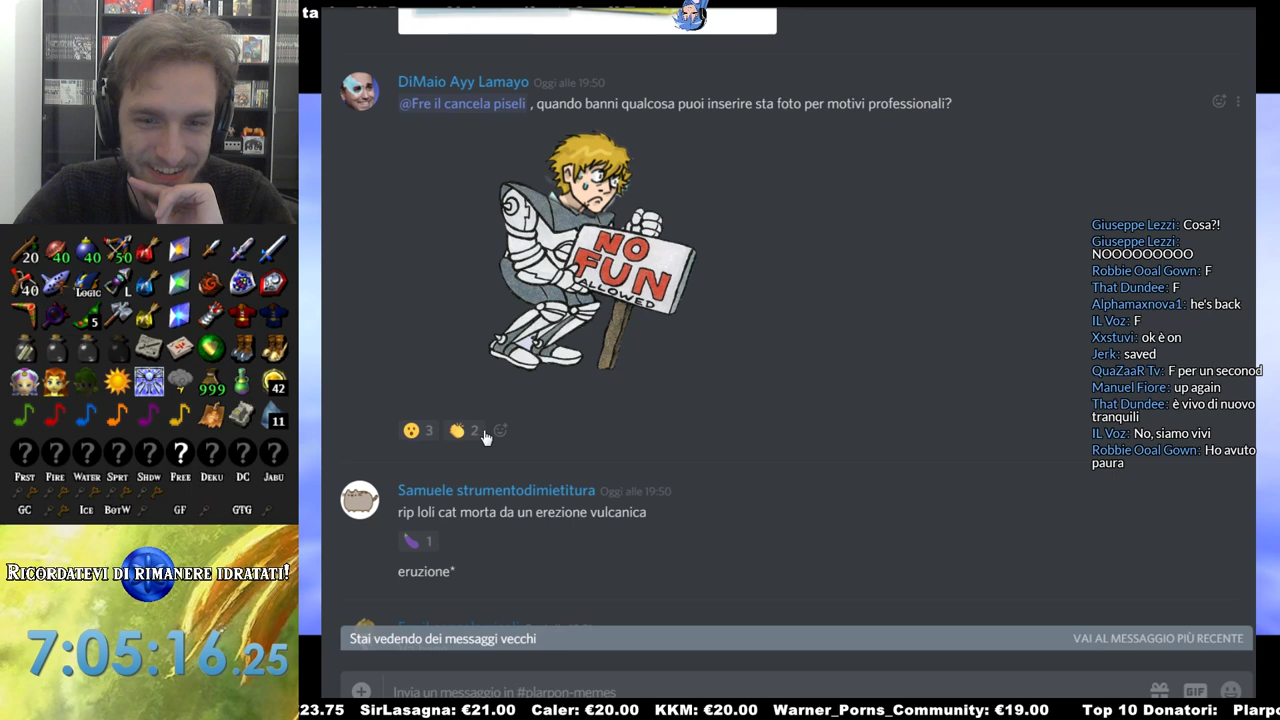 DiMaio Ayy Lamayo Oggi alle 19:50
@Fre il cancela piseli , quando banni qualcosa puoi inserire sta foto per motivi professionali?
NO
FUN
ALLOWED
3 2
Samuele strumentodimietitura Oggi alle 19:50
rip loli cat morta da un erezione vulcanica
1
eruzione*
Stai vedendo dei messaggi vecchi VAI AL MESSAGGIO PIÙ RECENTE
Invia un messaggio in #plarpon-memes GIF
Giuseppe Lezzi: Cosa?!
Giuseppe Lezzi:
NOOOOOOOOO
Robbie Ooal Gown: F
That Dundee: F
Alphamaxnova1: he's back
IL Voz: F
Xxstuvi: ok è on
Jerk: saved
QuaZaaR Tv: F per un seconod
Manuel Fiore: up again
That Dundee: è vivo di nuovo
tranquili
IL Voz: No, siamo vivi
Robbie Ooal Gown: Ho avuto
paura
20 40 40 50
40 LOGIC L
5
999 42
11
? ? ? ? ? ? ? ? ?
FRST FIRE WATER SPRT SHDW FREE DEKU DC JABU
GC ICE BOTW GF GTG
RICORDATEVI DI RIMANERE IDRATATI!
7:05:16.25
23.75 SirLasagna: €21.00 Caler: €20.00 KKM: €20.00 Warner_Porns_Community: €19.00 Top 10 Donatori: Plarpo